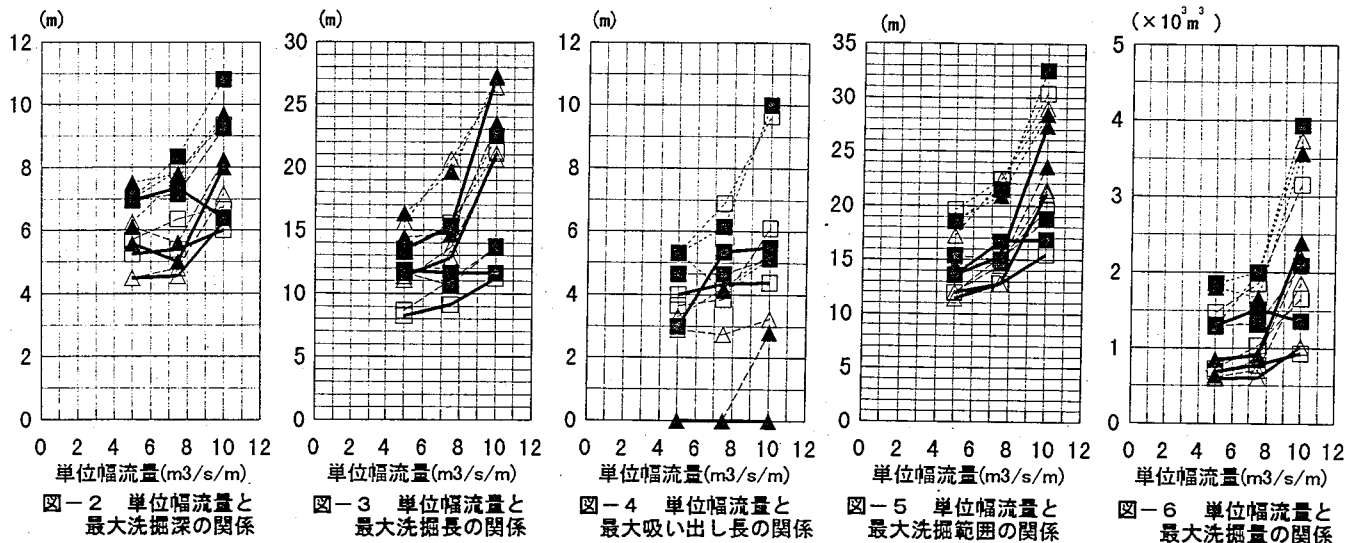 (m)
12
10
8
6
4
2
0
0 2 4 6 8 10 12
単位幅流量(m3/s/m)
図－2 単位幅流量と
最大洗掘深の関係
(m)
30
25
20
15
10
5
0
0 2 4 6 8 10 12
単位幅流量(m3/s/m)
図－3 単位幅流量と
最大洗掘長の関係
(m)
12
10
8
6
4
2
0
0 2 4 6 8 10 12
単位幅流量(m3/s/m)
図－4 単位幅流量と
最大吸い出し長の関係
(m)
35
30
25
20
15
10
5
0
0 2 4 6 8 10 12
単位幅流量(m3/s/m)
図－5 単位幅流量と
最大洗掘範囲の関係
(×10³m³)
5
4
3
2
1
0
0 2 4 6 8 10 12
単位幅流量(m3/s/m)
図－6 単位幅流量と
最大洗掘量の関係